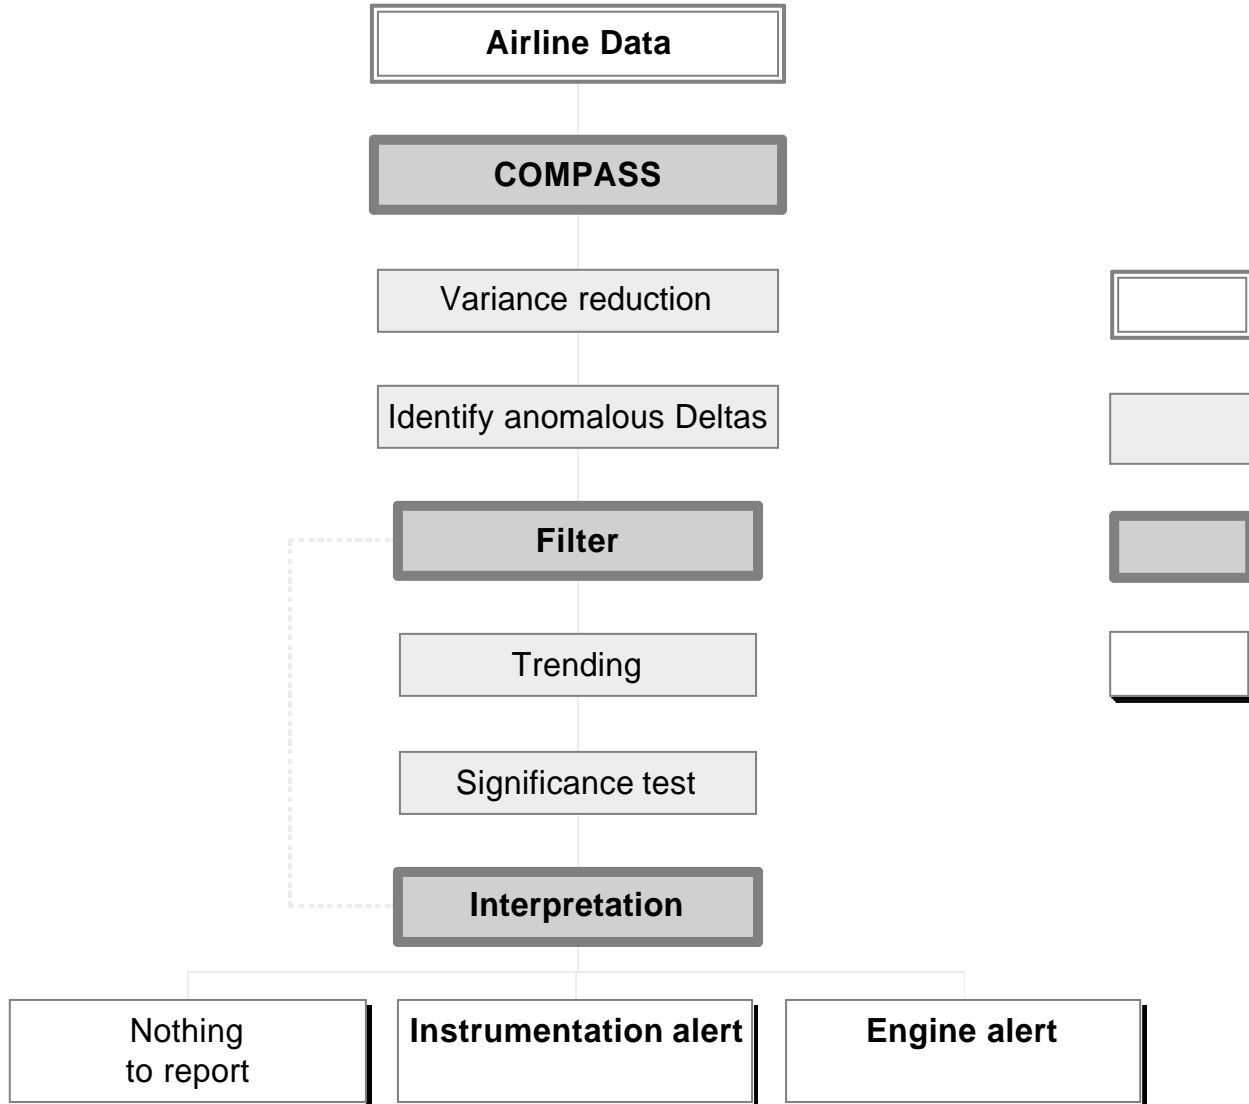 Airline Data
COMPASS
Variance reduction
Identify anomalous Deltas
Filter
Trending
Significance test
Interpretation
Nothing
to report
Instrumentation alert
Engine alert